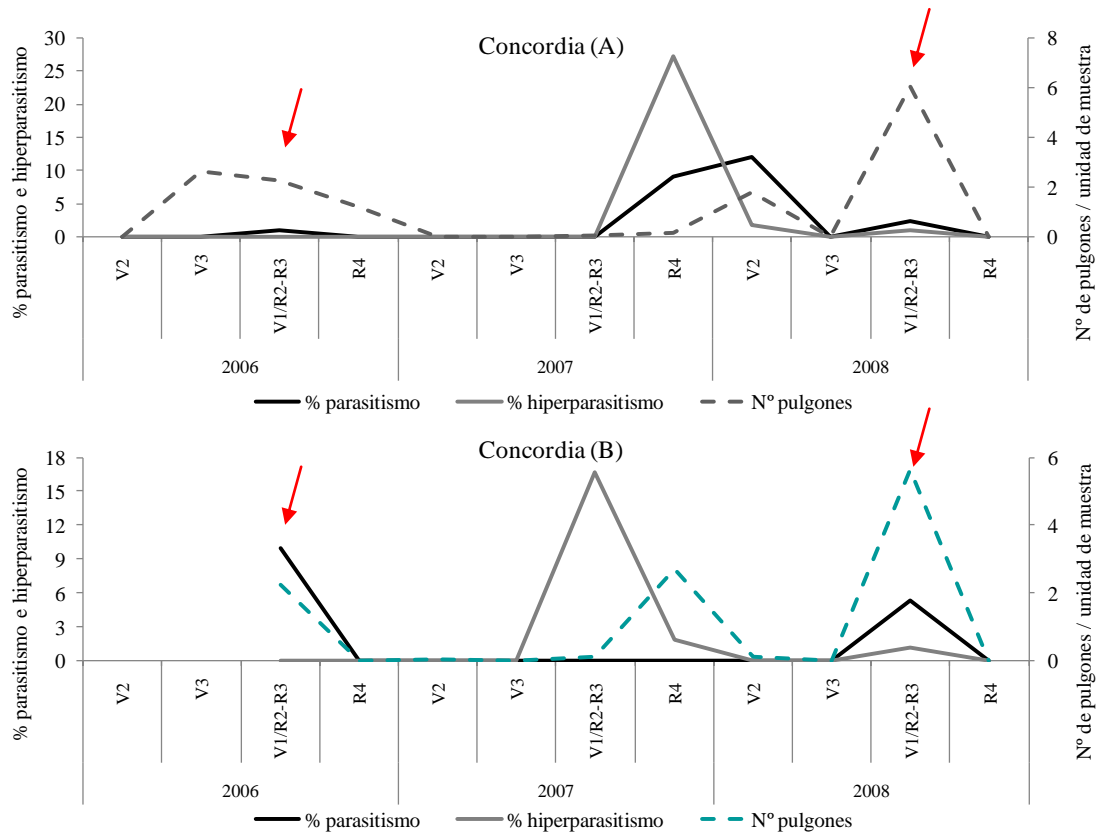 Concordia (A)
% parasitismo e hiperparasitismo
30
25
20
15
10
5
0
8
6
4
2
0
Nº de pulgones / unidad de muestra
V2 V3 V1/R2-R3 R4 V2 V3 V1/R2-R3 R4 V2 V3 V1/R2-R3 R4
2006 2007 2008
% parasitismo % hiperparasitismo Nº pulgones
Concordia (B)
% parasitismo e hiperparasitismo
18
15
12
9
6
3
0
6
4
2
0
Nº de pulgones / unidad de muestra
V2 V3 V1/R2-R3 R4 V2 V3 V1/R2-R3 R4 V2 V3 V1/R2-R3 R4
2006 2007 2008
% parasitismo % hiperparasitismo Nº pulgones